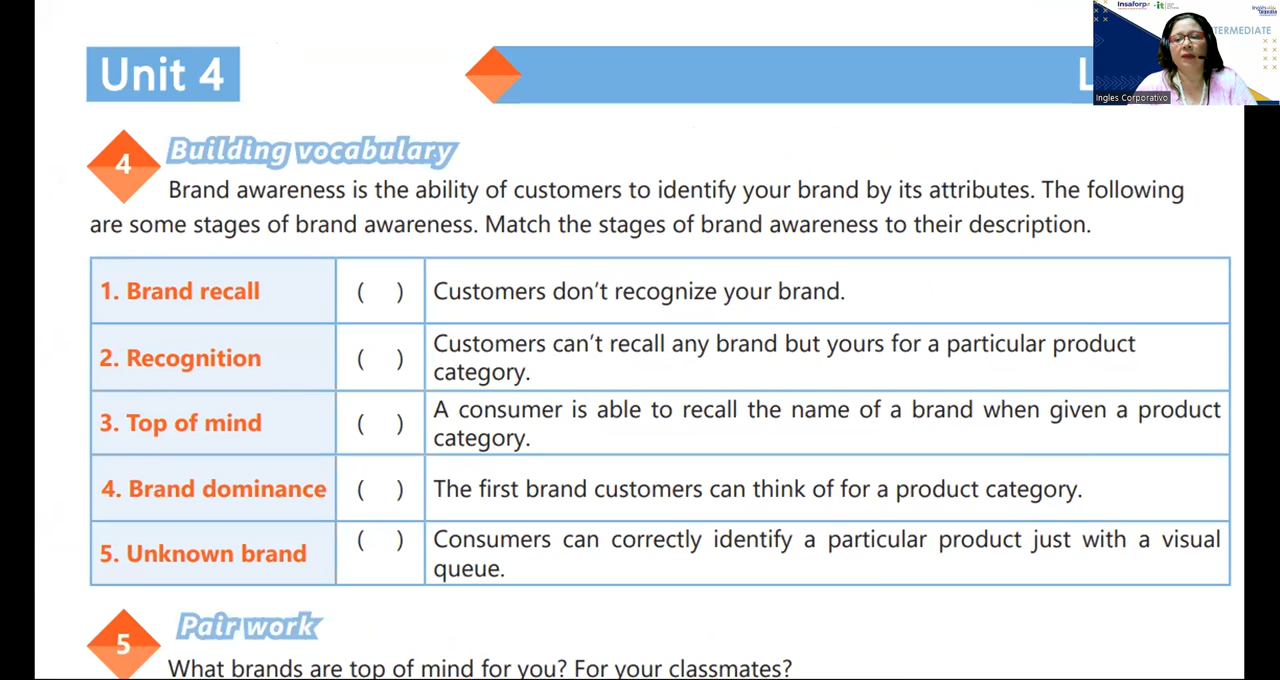 Unit 4
L
Insaforp
it
TERMEDIATE
Ingles Corporativo
4
Building vocabulary
Brand awareness is the ability of customers to identify your brand by its attributes. The following
are some stages of brand awareness. Match the stages of brand awareness to their description.
1. Brand recall ( ) Customers don't recognize your brand.
2. Recognition ( ) Customers can't recall any brand but yours for a particular product
category.
3. Top of mind ( ) A consumer is able to recall the name of a brand when given a product
category.
4. Brand dominance ( ) The first brand customers can think of for a product category.
5. Unknown brand ( ) Consumers can correctly identify a particular product just with a visual
queue.
5
Pair work
What brands are top of mind for you? For your classmates?